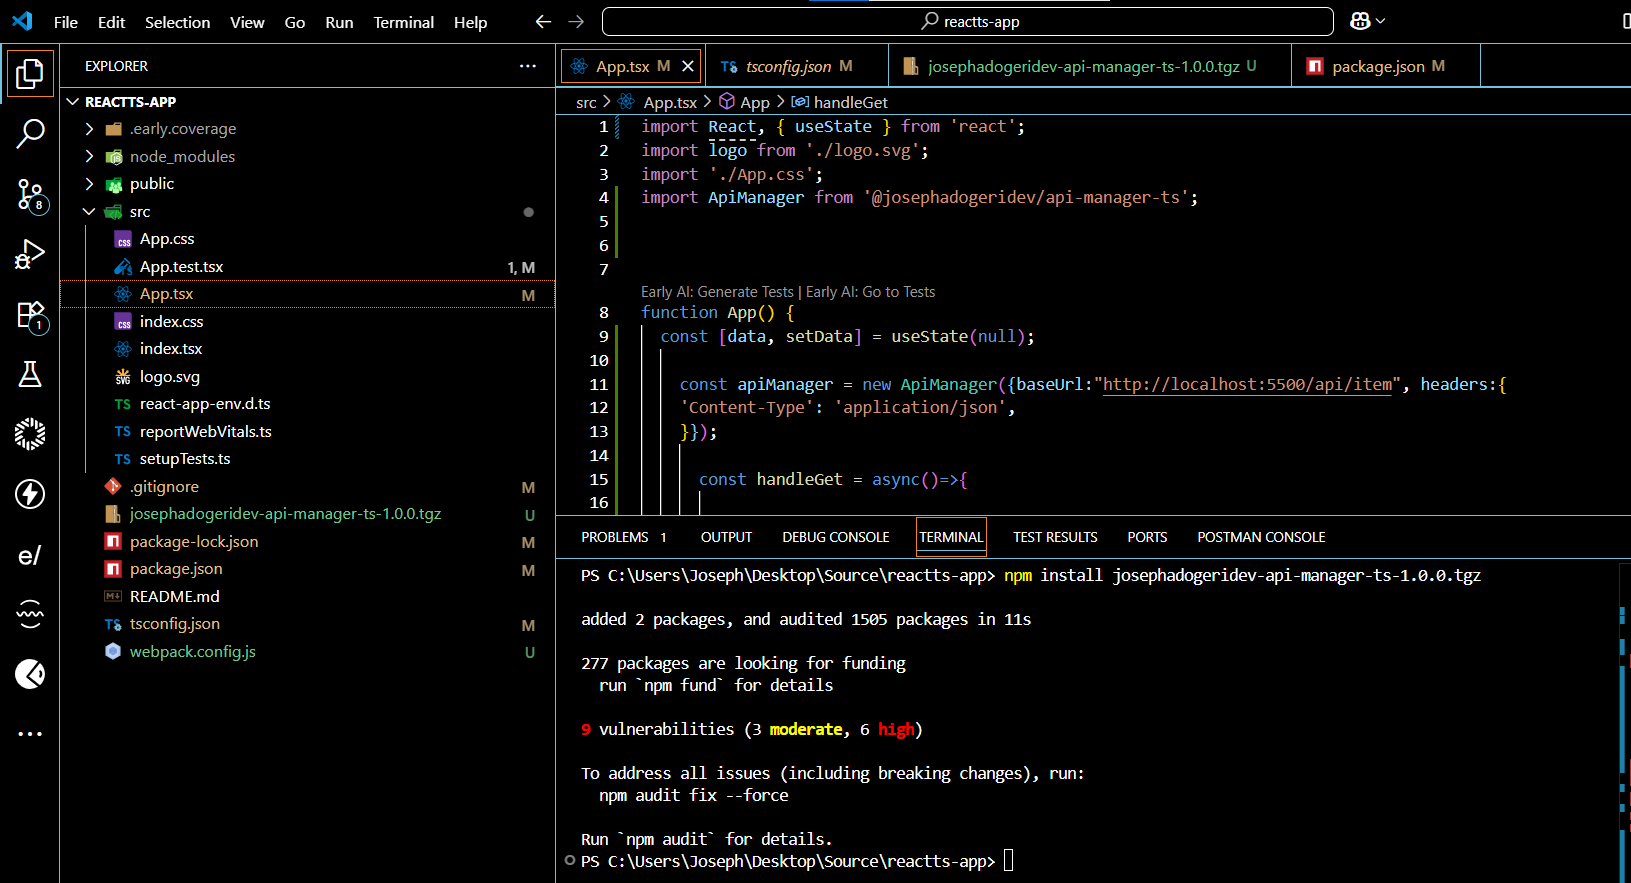 File Edit Selection View Go Run Terminal Help
reactts-app
EXPLORER
REACTTS-APP
.early.coverage
node_modules
public
src
App.css
App.test.tsx 1, M
App.tsx M
index.css
index.tsx
logo.svg
TS react-app-env.d.ts
TS reportWebVitals.ts
TS setupTests.ts
.gitignore M
josephadogeridev-api-manager-ts-1.0.0.tgz U
package-lock.json M
package.json M
README.md
tsconfig.json M
webpack.config.js U
8
1
e/
App.tsx M
TS tsconfig.json M
josephadogeridev-api-manager-ts-1.0.0.tgz U
package.json M
src > App.tsx > App > handleGet
1 import React, { useState } from 'react';
2 import logo from './logo.svg';
3 import './App.css';
4 import ApiManager from '@josephadogeridev/api-manager-ts';
5
6
7
Early AI: Generate Tests | Early AI: Go to Tests
8 function App() {
9 const [data, setData] = useState(null);
10
11 const apiManager = new ApiManager({baseUrl:"http://localhost:5500/api/item", headers:{
12 'Content-Type': 'application/json',
13 }});
14
15 const handleGet = async()=>{
16
PROBLEMS 1 OUTPUT DEBUG CONSOLE TERMINAL TEST RESULTS PORTS POSTMAN CONSOLE
PS C:\Users\Joseph\Desktop\Source\reactts-app> npm install josephadogeridev-api-manager-ts-1.0.0.tgz
added 2 packages, and audited 1505 packages in 11s
277 packages are looking for funding
run `npm fund` for details
9 vulnerabilities (3 moderate, 6 high)
To address all issues (including breaking changes), run:
npm audit fix --force
Run `npm audit` for details.
PS C:\Users\Joseph\Desktop\Source\reactts-app>